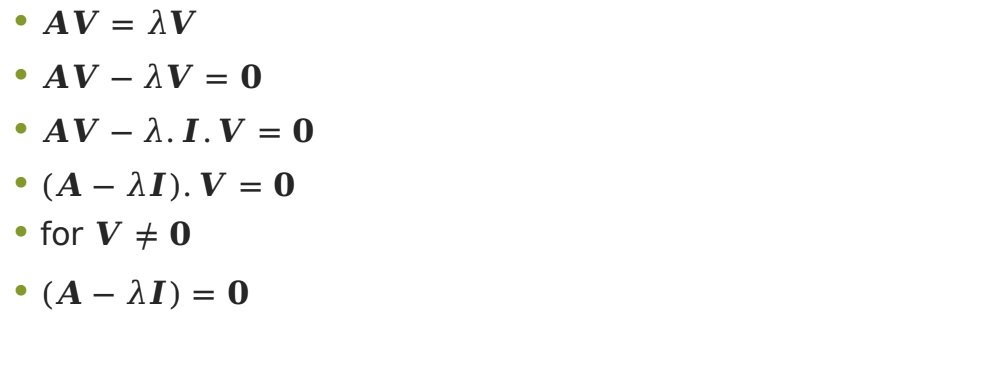 • AV = λV
• AV − λV = 0
• AV − λ. I. V = 0
• (A − λI). V = 0
• for V ≠ 0
• (A − λI) = 0